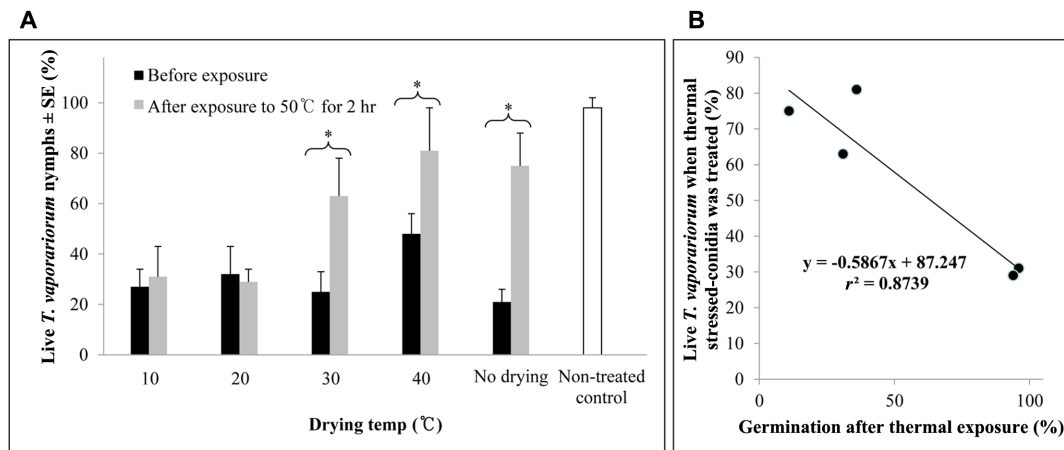 A
Live T. vaporariorum nymphs ± SE (%)
100
80
60
40
20
0
Before exposure
After exposure to 50℃ for 2 hr
*
*
*
10
20
30
40
No drying
Non-treated
control
Drying temp (℃)
B
Live T. vaporariorum when thermal
stressed-conidia was treated (%)
90
80
70
60
50
40
30
20
10
0
y = -0.5867x + 87.247
r² = 0.8739
0
50
100
Germination after thermal exposure (%)